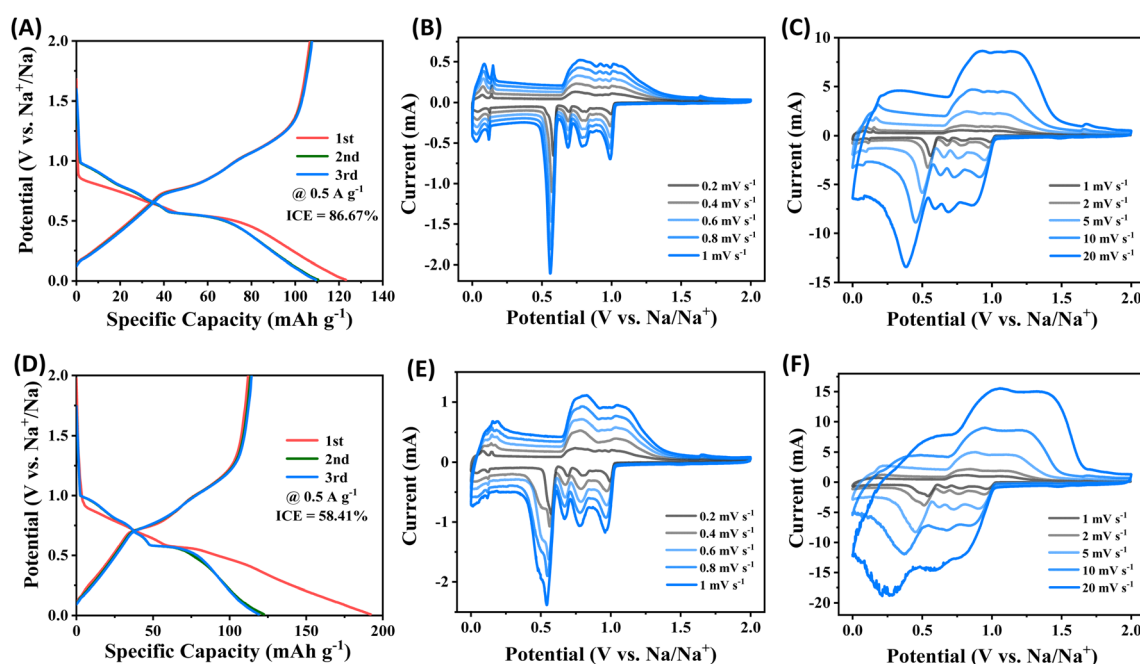 (A)
2.0
1.5
1.0
0.5
0.0
Potential (V vs. Na⁺/Na)
1st
2nd
3rd
@ 0.5 A g⁻¹
ICE = 86.67%
0 20 40 60 80 100 120 140
Specific Capacity (mAh g⁻¹)
(B)
0.5
0.0
-0.5
-1.0
-1.5
-2.0
Current (mA)
0.2 mV s⁻¹
0.4 mV s⁻¹
0.6 mV s⁻¹
0.8 mV s⁻¹
1 mV s⁻¹
0.0 0.5 1.0 1.5 2.0
Potential (V vs. Na/Na⁺)
(C)
10
5
0
-5
-10
-15
Current (mA)
1 mV s⁻¹
2 mV s⁻¹
5 mV s⁻¹
10 mV s⁻¹
20 mV s⁻¹
0.0 0.5 1.0 1.5 2.0
Potential (V vs. Na/Na⁺)
(D)
2.0
1.5
1.0
0.5
0.0
Potential (V vs. Na⁺/Na)
1st
2nd
3rd
@ 0.5 A g⁻¹
ICE = 58.41%
0 50 100 150 200
Specific Capacity (mAh g⁻¹)
(E)
1
0
-1
-2
Current (mA)
0.2 mV s⁻¹
0.4 mV s⁻¹
0.6 mV s⁻¹
0.8 mV s⁻¹
1 mV s⁻¹
0.0 0.5 1.0 1.5 2.0
Potential (V vs. Na/Na⁺)
(F)
15
10
5
0
-5
-10
-15
-20
Current (mA)
1 mV s⁻¹
2 mV s⁻¹
5 mV s⁻¹
10 mV s⁻¹
20 mV s⁻¹
0.0 0.5 1.0 1.5 2.0
Potential (V vs. Na/Na⁺)